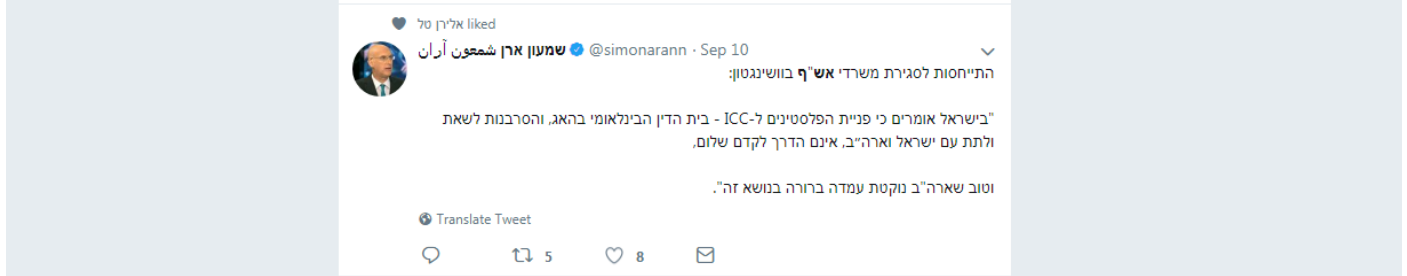 אלירן טל liked
שמעון ארן شمعون آران @simonarann · Sep 10
התייחסות לסגירת משרדי אש"ף בוושינגטון:
"בישראל אומרים כי פניית הפלסטינים ל-ICC - בית הדין הבינלאומי בהאג, והסרבנות לשאת
ולתת עם ישראל וארה״ב, אינם הדרך לקדם שלום,
וטוב שארה"ב נוקטת עמדה ברורה בנושא זה".
Translate Tweet
5 8